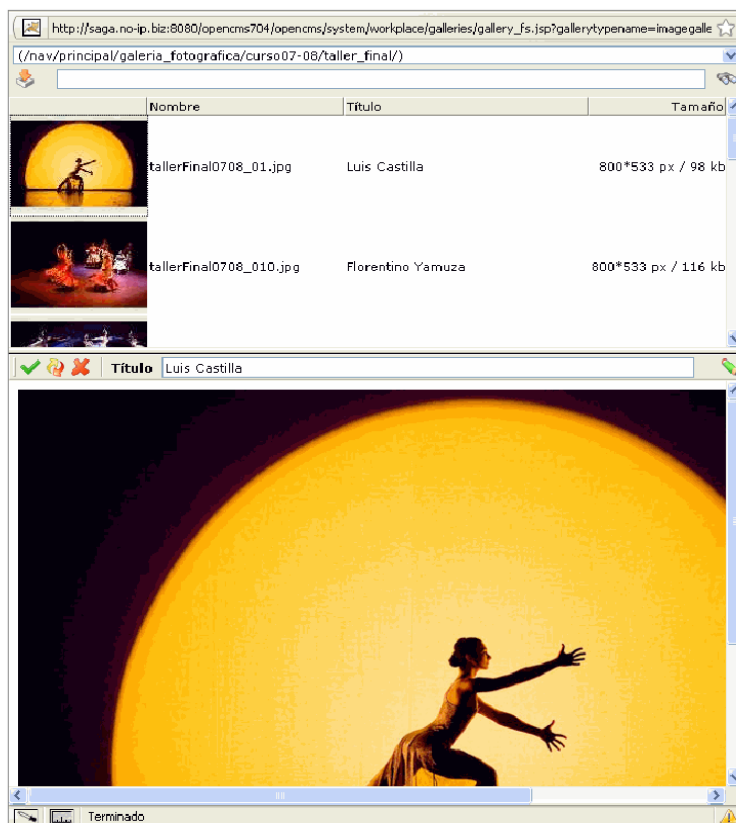 http://saga.no-ip.biz:8080/opencms704/opencms/system/workplace/galleries/gallery_fs.jsp?gallerytypename=imagegalle
(/nav/principal/galeria_fotografica/curso07-08/taller_final/)
Nombre Título Tamaño
tallerFinal0708_01.jpg Luis Castilla 800*533 px / 98 kb
tallerFinal0708_010.jpg Florentino Yamuza 800*533 px / 116 kb
Título Luis Castilla
Terminado